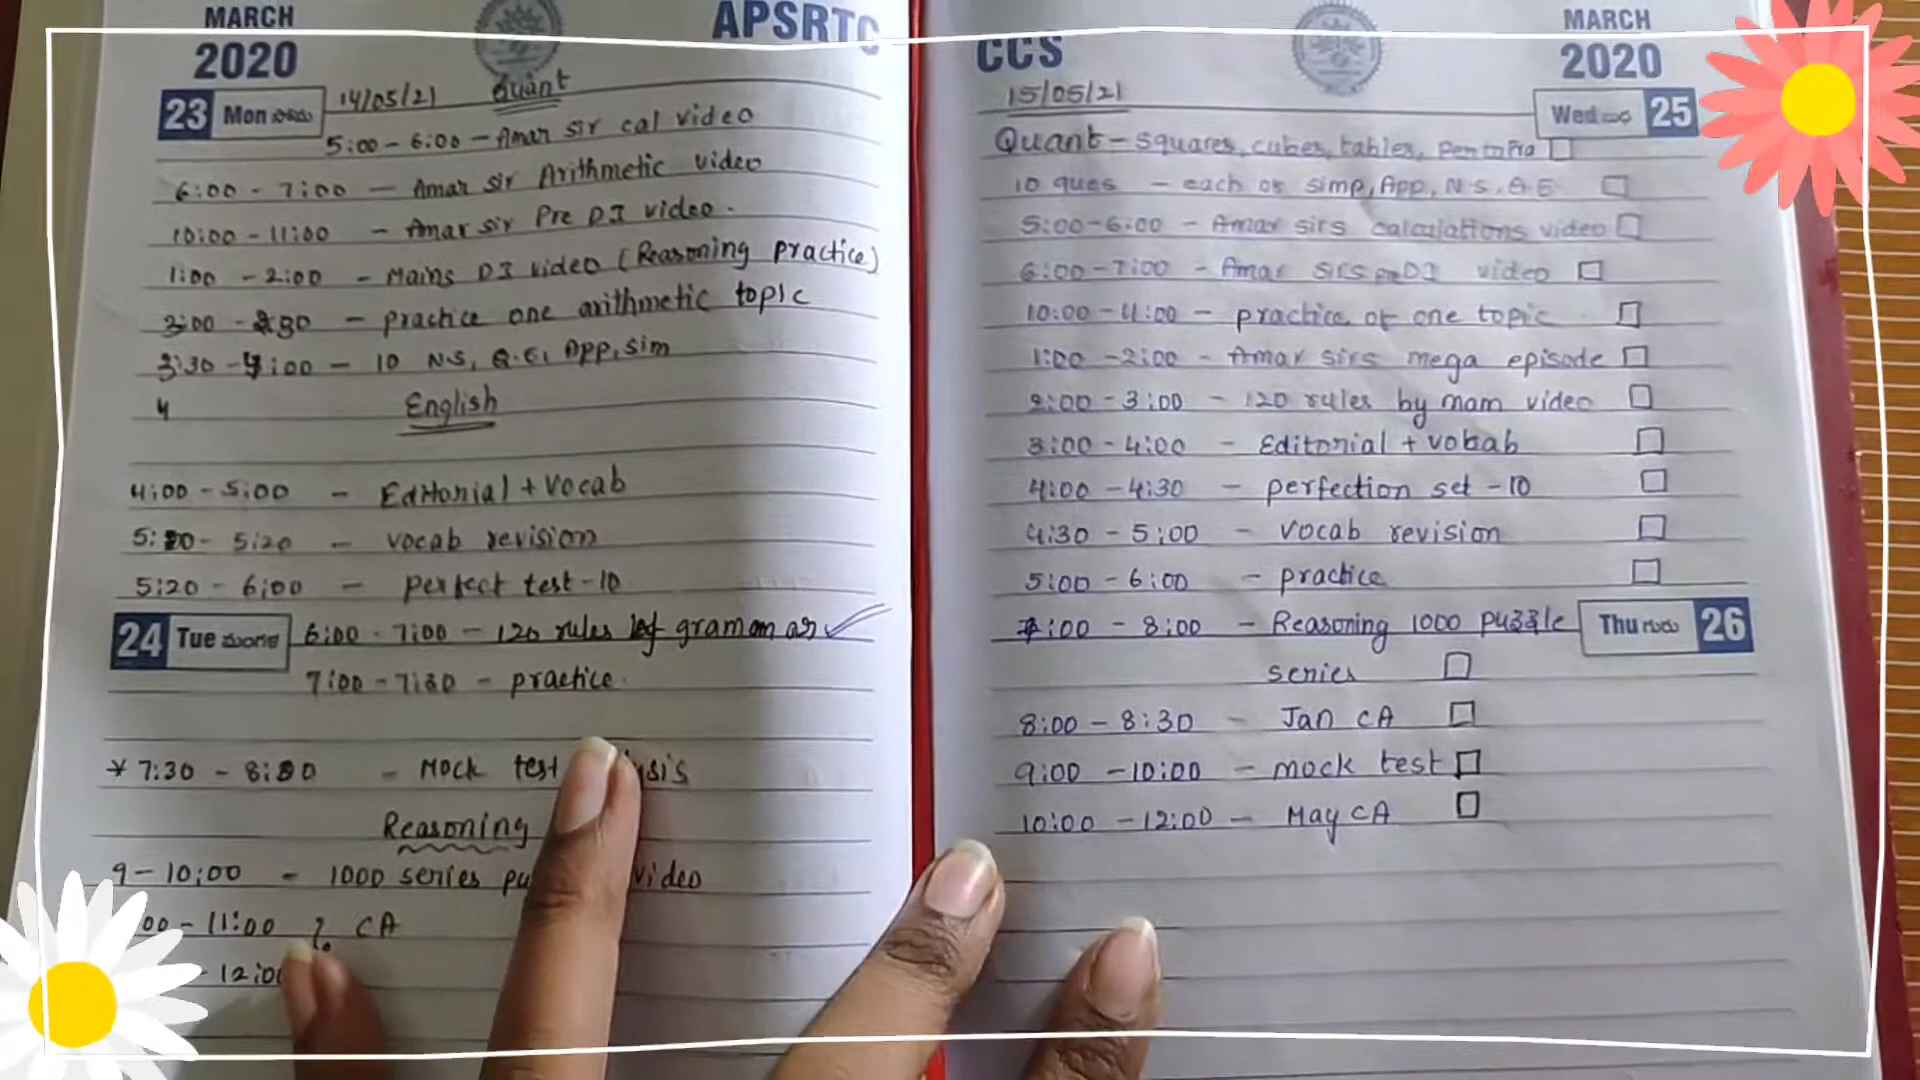 MARCH
2020
APSRTC
23 Mon సోమ
14/05/21 Quant
5:00 - 6:00 - Amar sir cal video
6:00 - 7:00 - Amar sir Arithmetic video
10:00 - 11:00 - Amar sir Pre DI video.
1:00 - 2:00 - Mains DI video (Reasoning practice)
3:00 - 3:30 - practice one arithmetic topic
3:30 - 4:00 - 10 N.S, Q.E, App, sim
4 English
4:00 - 5:00 - Editorial + vocab
5:00 - 5:20 - vocab revision
5:20 - 6:00 - perfect test - 10
24 Tue మంగళ 6:00 - 7:00 - 120 rules of grammar ✓
7:00 - 7:30 - practice.
* 7:30 - 8:30 - Mock test
Reasoning
9 - 10:00 - 1000 series video
00 - 11:00 } CA
- 12:00
CCS
MARCH
2020
15/05/21
Wed బుధ 25
Quant - squares, cubes, tables, □
10 ques - each of simp, App, N.S, Q.E □
5:00 - 6:00 - Amar sirs calculations video □
6:00 - 7:00 - Amar sirs pre DI video □
10:00 - 11:00 - practice of one topic □
1:00 - 2:00 - Amar sirs mega episode □
2:00 - 3:00 - 120 rules by mam video □
3:00 - 4:00 - Editorial + vobab □
4:00 - 4:30 - perfection set - 10 □
4:30 - 5:00 - vocab revision □
5:00 - 6:00 - practice □
7:00 - 8:00 - Reasoning 1000 puzzle
Thu గురు 26
series □
8:00 - 8:30 - Jan CA □
9:00 - 10:00 - mock test □
10:00 - 12:00 - May CA □